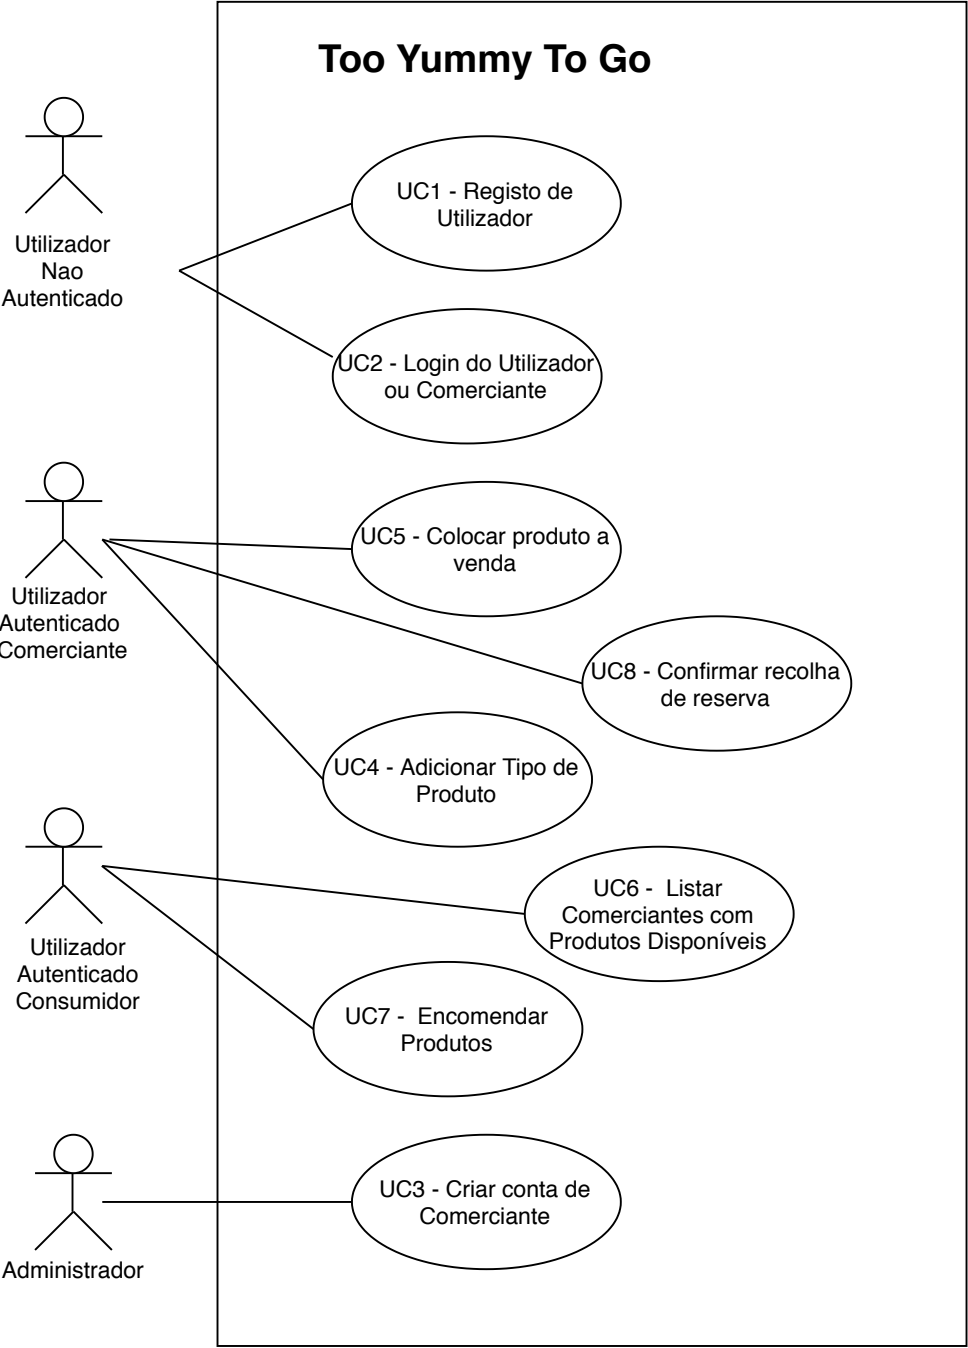 Too Yummy To Go
UC1 - Registo de
Utilizador
Utilizador
Nao
Autenticado
UC2 - Login do Utilizador
ou Comerciante
UC5 - Colocar produto a
venda
Utilizador
Autenticado
Comerciante
UC8 - Confirmar recolha
de reserva
UC4 - Adicionar Tipo de
Produto
UC6 -  Listar
Comerciantes com
Produtos Disponíveis
Utilizador
Autenticado
Consumidor
UC7 -  Encomendar
Produtos
UC3 - Criar conta de
Comerciante
Administrador